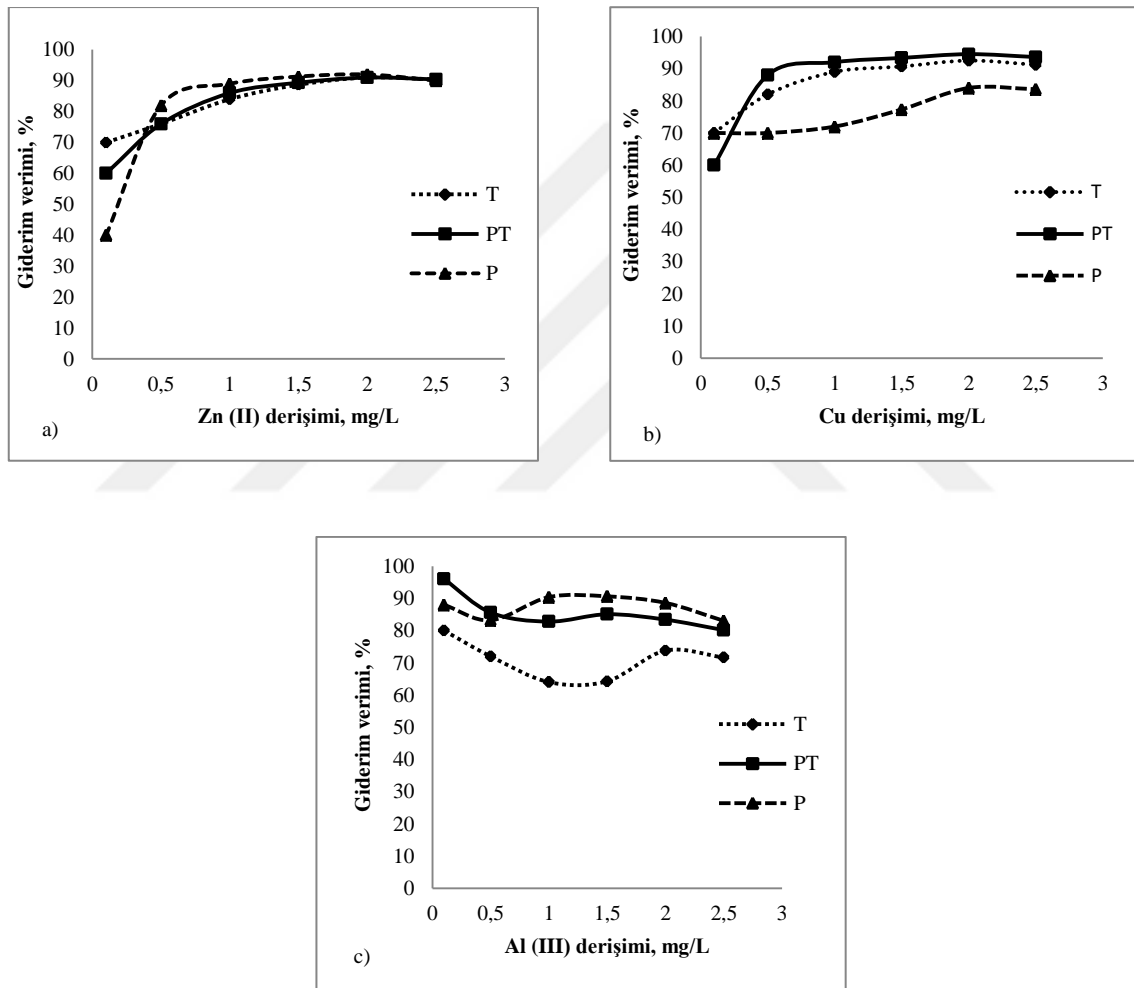 100
90
80
70
60
50
40
30
20
10
0
Giderim verimi, %
0 0,5 1 1,5 2 2,5 3
Zn (II) derişimi, mg/L
T
PT
P
a)
100
90
80
70
60
50
40
30
20
10
0
Giderim verimi, %
0 0,5 1 1,5 2 2,5 3
Cu derişimi, mg/L
T
PT
P
b)
100
90
80
70
60
50
40
30
20
10
0
Giderim verimi, %
0 0,5 1 1,5 2 2,5 3
Al (III) derişimi, mg/L
T
PT
P
c)